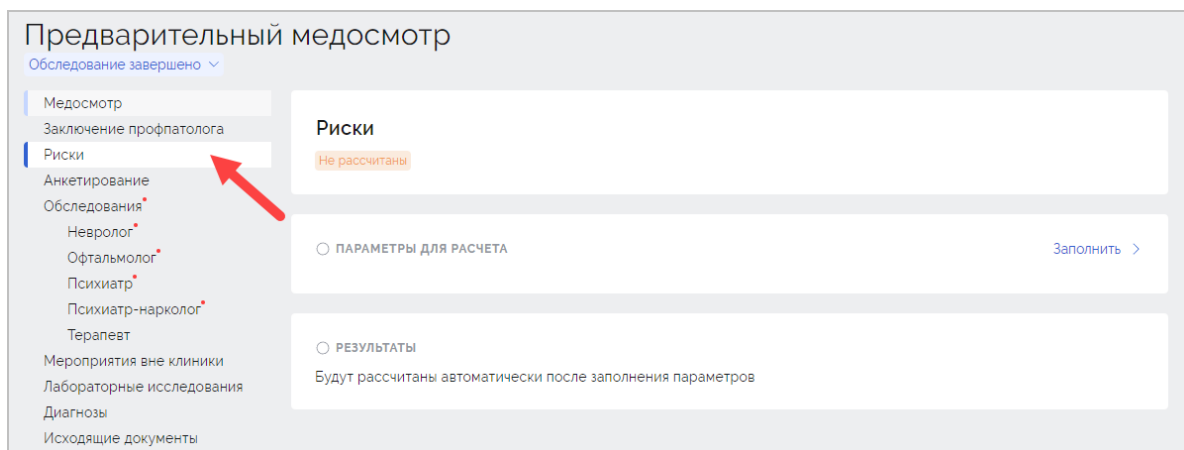 Предварительный медосмотр
Обследование завершено
Медосмотр
Заключение профпатолога
Риски
Анкетирование
Обследования
Невролог
Офтальмолог
Психиатр
Психиатр-нарколог
Терапевт
Мероприятия вне клиники
Лабораторные исследования
Диагнозы
Исходящие документы
Риски
Не рассчитаны
ПАРАМЕТРЫ ДЛЯ РАСЧЕТА
Заполнить >
РЕЗУЛЬТАТЫ
Будут рассчитаны автоматически после заполнения параметров